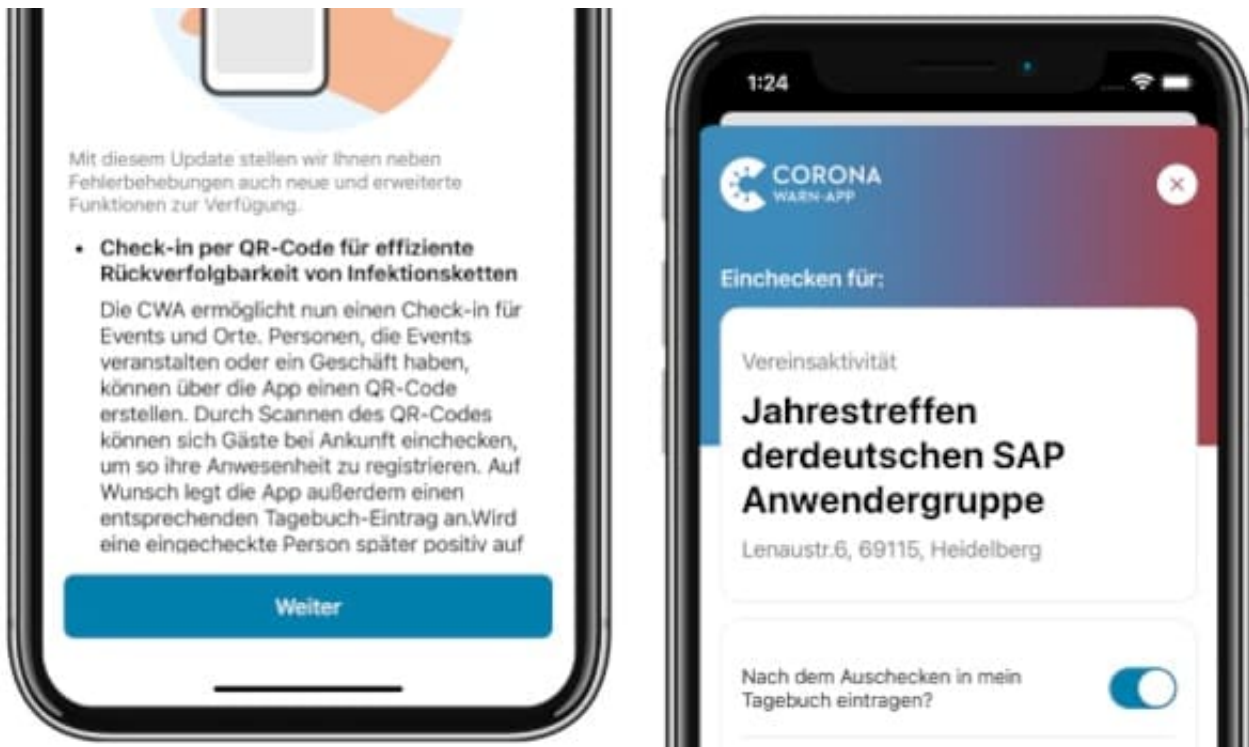 Mit diesem Update stellen wir Ihnen neben
Fehlerbehebungen auch neue und erweiterte
Funktionen zur Verfügung.
• Check-in per QR-Code für effiziente
Rückverfolgbarkeit von Infektionsketten
Die CWA ermöglicht nun einen Check-in für
Events und Orte. Personen, die Events
veranstalten oder ein Geschäft haben,
können über die App einen QR-Code
erstellen. Durch Scannen des QR-Codes
können sich Gäste bei Ankunft einchecken,
um so ihre Anwesenheit zu registrieren. Auf
Wunsch legt die App außerdem einen
entsprechenden Tagebuch-Eintrag an.Wird
eine eingecheckte Person später positiv auf
Weiter
1:24
CORONA
WARN-APP
Einchecken für:
Vereinsaktivität
Jahrestreffen
derdeutschen SAP
Anwendergruppe
Lenaustr.6, 69115, Heidelberg
Nach dem Auschecken in mein
Tagebuch eintragen?